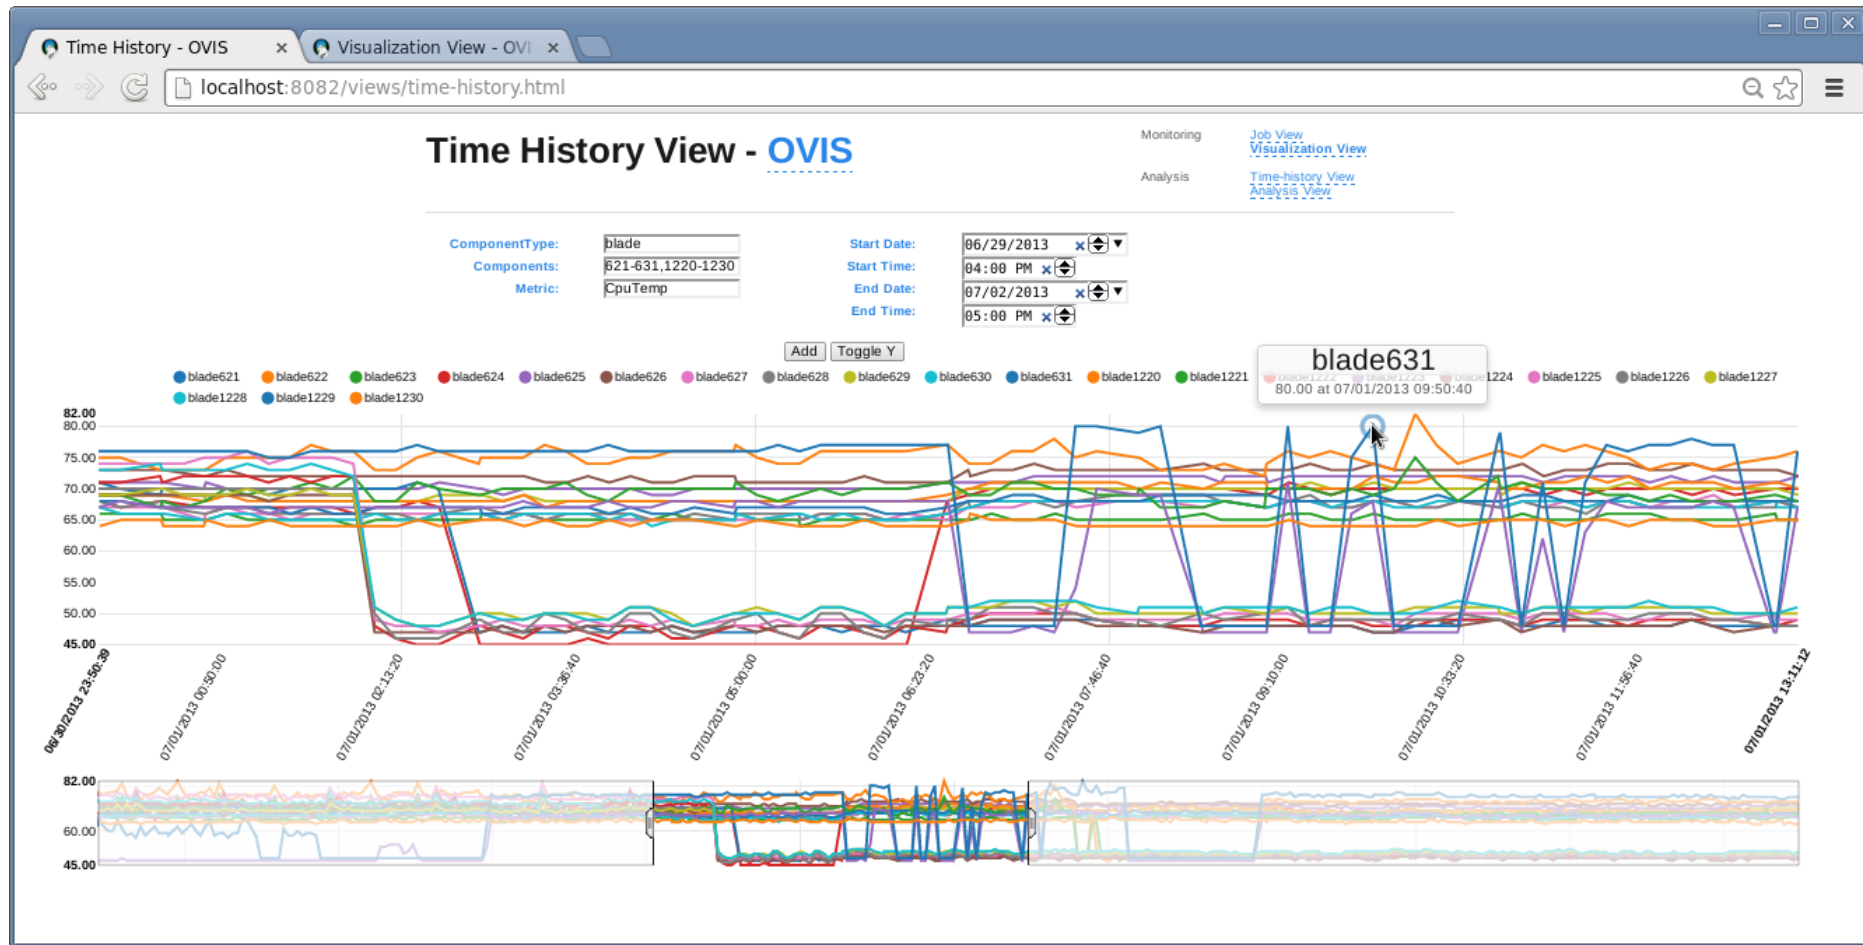 Time History - OVIS
Visualization View - OVI
localhost:8082/views/time-history.html
Time History View - OVIS
Monitoring Job View
Visualization View
Analysis Time-history View
Analysis View
ComponentType: blade Start Date: 06/29/2013
Components: 621-631,1220-1230 Start Time: 04:00 PM
Metric: CpuTemp End Date: 07/02/2013
End Time: 05:00 PM
Add Toggle Y
blade631
80.00 at 07/01/2013 09:50:40
blade621 blade622 blade623 blade624 blade625 blade626 blade627 blade628 blade629 blade630 blade631 blade1220 blade1221 blade1222 blade1223 blade1224 blade1225 blade1226 blade1227
blade1228 blade1229 blade1230
82.00
80.00
75.00
70.00
65.00
60.00
55.00
50.00
45.00
06/30/2013 23:50:39
07/01/2013 00:50:00
07/01/2013 02:13:20
07/01/2013 03:36:40
07/01/2013 05:00:00
07/01/2013 06:23:20
07/01/2013 07:46:40
07/01/2013 09:10:00
07/01/2013 10:33:20
07/01/2013 11:56:40
07/01/2013 13:11:12
82.00
60.00
45.00